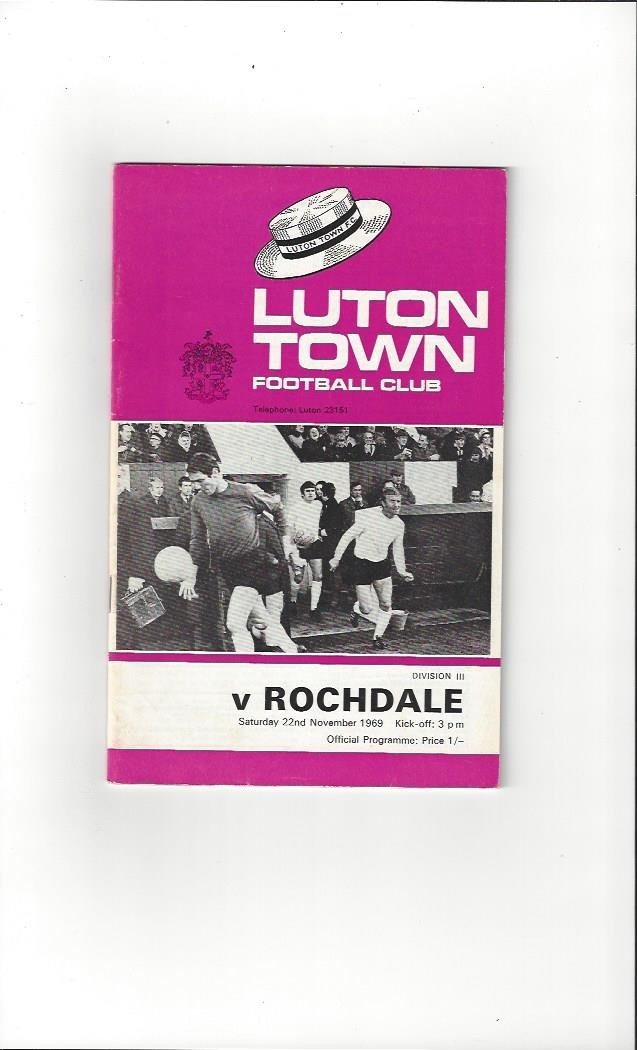 LUTON TOWN F.C.
LUTON
TOWN
FOOTBALL CLUB
Telephone: Luton 23151
DIVISION III
v ROCHDALE
Saturday 22nd November 1969 Kick-off: 3 pm
Official Programme: Price 1/–